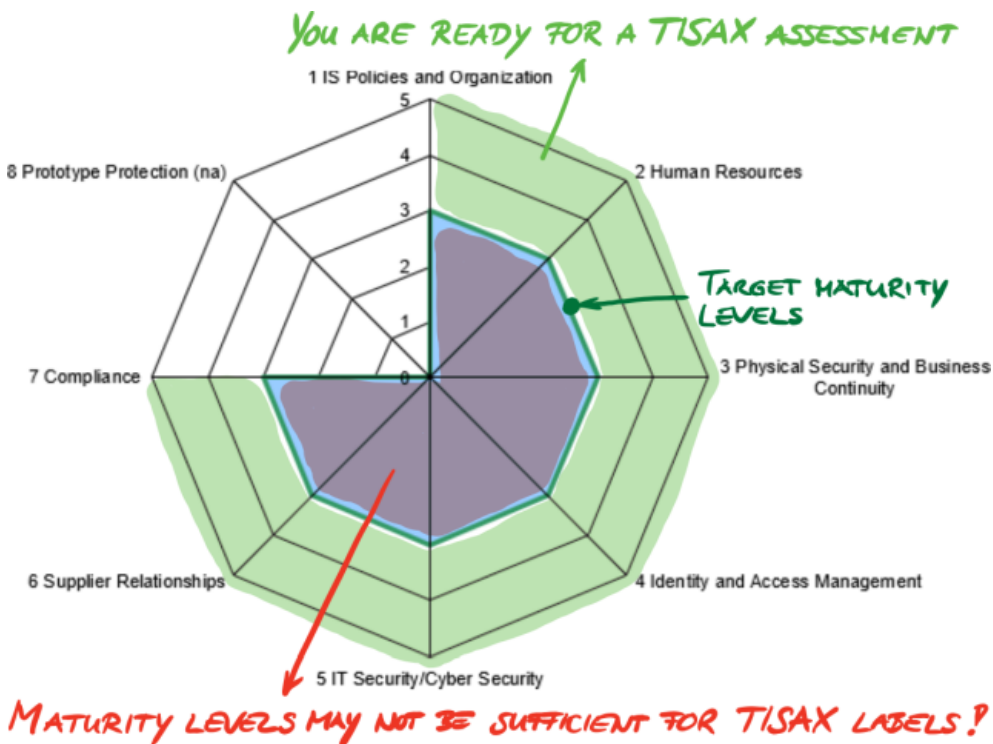 YOU ARE READY FOR A TISAX ASSESSMENT
1 IS Policies and Organization
5
4
8 Prototype Protection (na)
2 Human Resources
3
2
TARGET MATURITY
LEVELS
1
7 Compliance
0
3 Physical Security and Business
Continuity
6 Supplier Relationships
4 Identity and Access Management
5 IT Security/Cyber Security
MATURITY LEVELS MAY NOT BE SUFFICIENT FOR TISAX LABELS!